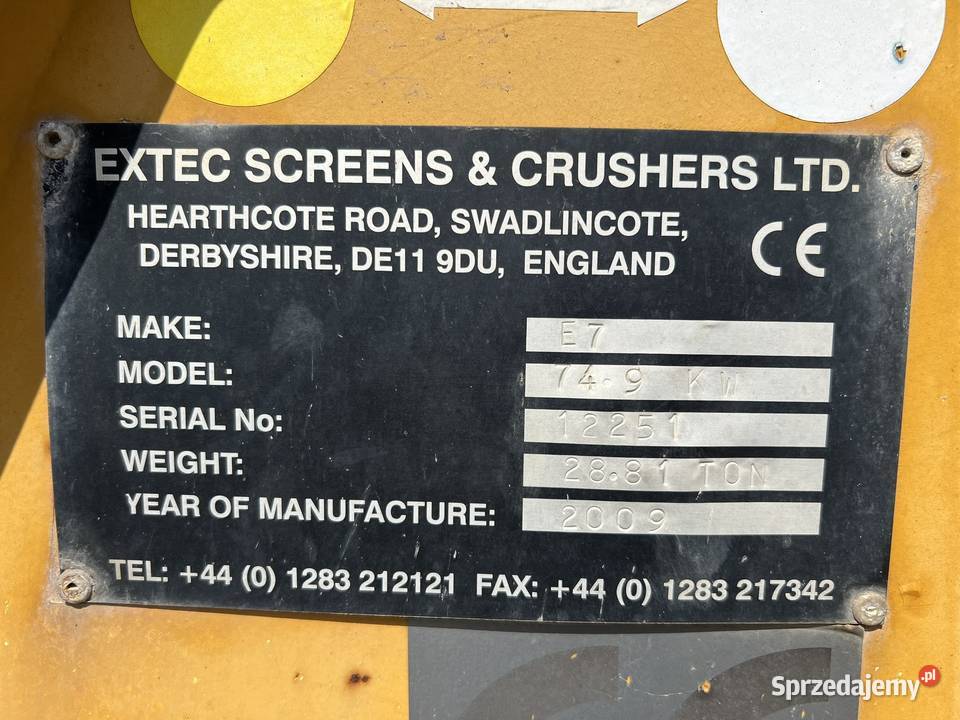 EXTEC SCREENS & CRUSHERS LTD.
HEARTHCOTE ROAD, SWADLINCOTE,
DERBYSHIRE, DE11 9DU, ENGLAND
CE
MAKE: E7
MODEL: 74.9 KW
SERIAL No: 12251
WEIGHT: 28.81 TON
YEAR OF MANUFACTURE: 2009
TEL: +44 (0) 1283 212121 FAX: +44 (0) 1283 217342
Sprzedajemy.pl